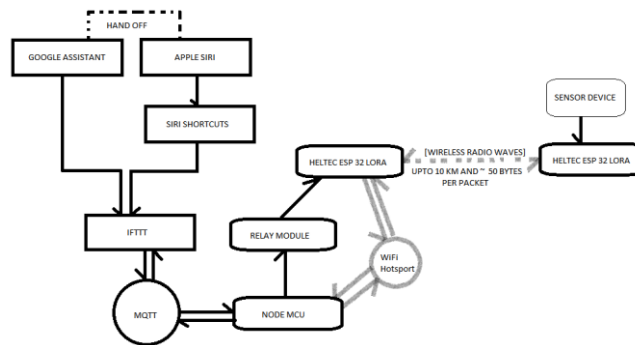 HAND OFF
GOOGLE ASSISTANT
APPLE SIRI
SENSOR DEVICE
SIRI SHORTCUTS
[WIRELESS RADIO WAVES]
HELTEC ESP 32 LORA
HELTEC ESP 32 LORA
UPTO 10 KM AND ~ 50 BYTES
PER PACKET
IFTTT
RELAY MODULE
WiFi
Hotsport
MQTT
NODE MCU